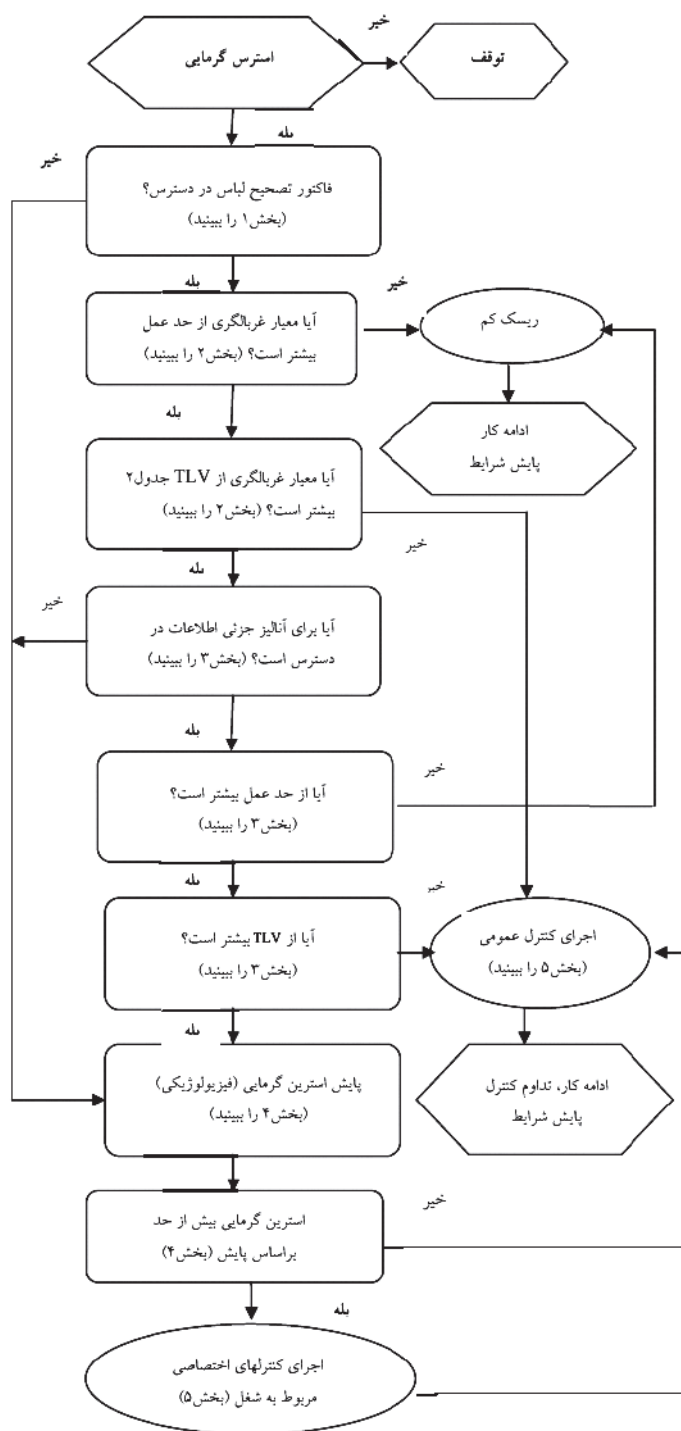 خیر
استرس گرمایی
توقف
بله
خیر
فاکتور تصحیح لباس در دسترس؟
(بخش۱ را ببینید)
بله
خیر
آیا معیار غربالگری از حد عمل
بیشتر است؟ (بخش۲ را ببینید)
ریسک کم
بله
ادامه کار
پایش شرایط
آیا معیار غربالگری از TLV جدول۲
بیشتر است؟ (بخش۲ را ببینید)
خیر
بله
خیر
آیا برای آنالیز جزئی اطلاعات در
دسترس است؟ (بخش۳ را ببینید)
بله
خیر
آیا از حد عمل بیشتر است؟
(بخش۳ را ببینید)
بله
خیر
آیا از TLV بیشتر است؟
(بخش۳ را ببینید)
اجرای کنترل عمومی
(بخش۵ را ببینید)
بله
پایش استرین گرمایی (فیزیولوژیکی)
(بخش۴ را ببینید)
ادامه کار، تداوم کنترل
پایش شرایط
خیر
استرین گرمایی بیش از حد
براساس پایش (بخش۴)
بله
اجرای کنترلهای اختصاصی
مربوط به شغل (بخش۵)